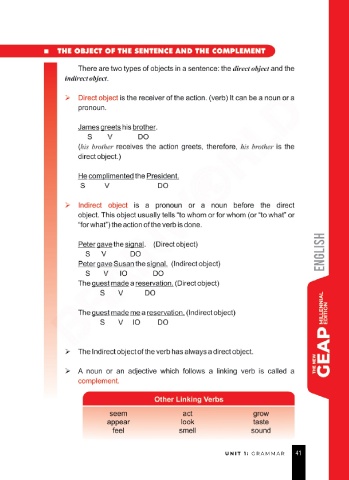 THE OBJECT OF THE SENTENCE AND THE COMPLEMENT
There are two types of objects in a sentence: the direct object and the
indirect object.
➢ Direct object is the receiver of the action. (verb) It can be a noun or a
pronoun.
James greets his brother.
S V DO
(his brother receives the action greets, therefore, his brother is the
direct object.)
He complimented the President.
S V DO
➢ Indirect object is a pronoun or a noun before the direct
object. This object usually tells "to whom or for whom (or "to what" or
"for what") the action of the verb is done.
Peter gave the signal. (Direct object)
S V DO
Peter gave Susan the signal. (Indirect object)
S V IO DO
The guest made a reservation. (Direct object)
S V DO
The guest made me a reservation. (Indirect object)
S V IO DO
➢ The Indirect object of the verb has always a direct object.
➢ A noun or an adjective which follows a linking verb is called a
complement.
Other Linking Verbs
seem act grow
appear look taste
feel smell sound
UNIT 1: GRAMMAR 41
ENGLISH
THE NEW GEAP MILLENNIAL EDITION